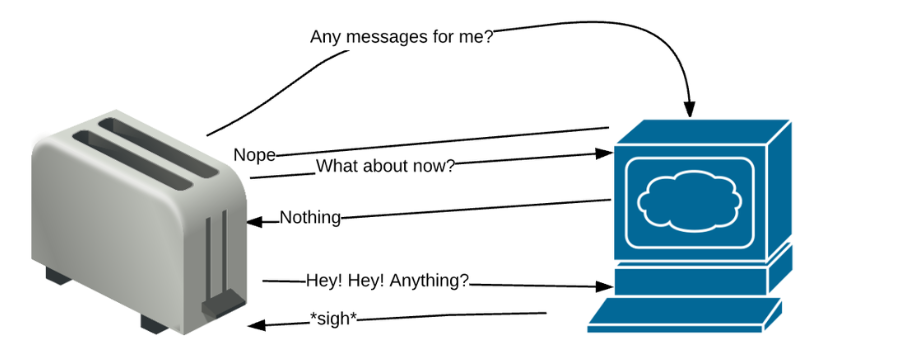 Any messages for me?
Nope
What about now?
Nothing
Hey! Hey! Anything?
*sigh*